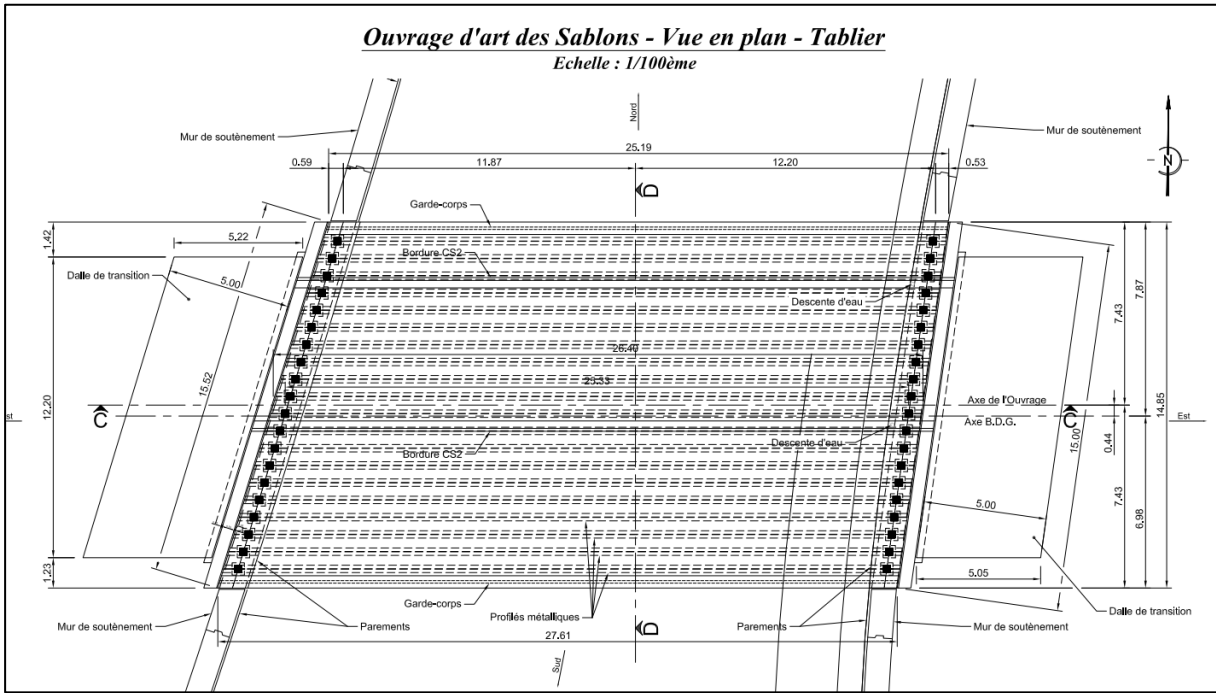 Ouvrage d'art des Sablons - Vue en plan - Tablier
Echelle : 1/100ème
Mur de soutènement
Nord
Mur de soutènement
25.19
0.59
11.87
12.20
0.53
N
D
Garde-corps
1.42
5.22
Bordure CS2
Dalle de transition
5.00
Descente d'eau
7.43
7.87
26.40
15.52
25.33
12.20
C
Axe de l'Ouvrage
C
14.85
st
Axe B.D.G.
Est
Descente d'eau
0.44
15.00
Bordure CS2
5.00
7.43
6.98
1.23
5.05
Garde-corps
Profilés métalliques
Dalle de transition
Mur de soutènement
Parements
D
Parements
Mur de soutènement
27.61
Sud